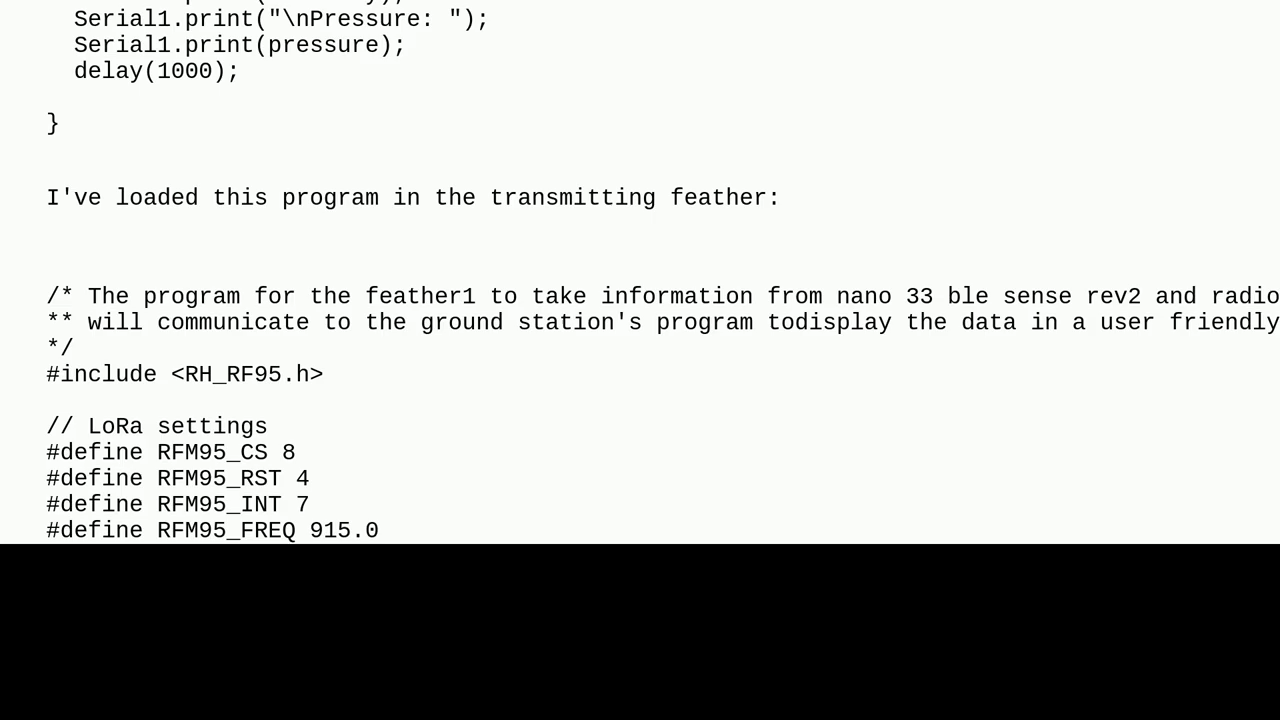 Serial1.print("\nPressure: ");
Serial1.print(pressure);
delay(1000);
}
I've loaded this program in the transmitting feather:
/* The program for the feather1 to take information from nano 33 ble sense rev2 and radio
** will communicate to the ground station's program todisplay the data in a user friendly
*/
#include <RH_RF95.h>
// LoRa settings
#define RFM95_CS 8
#define RFM95_RST 4
#define RFM95_INT 7
#define RFM95_FREQ 915.0